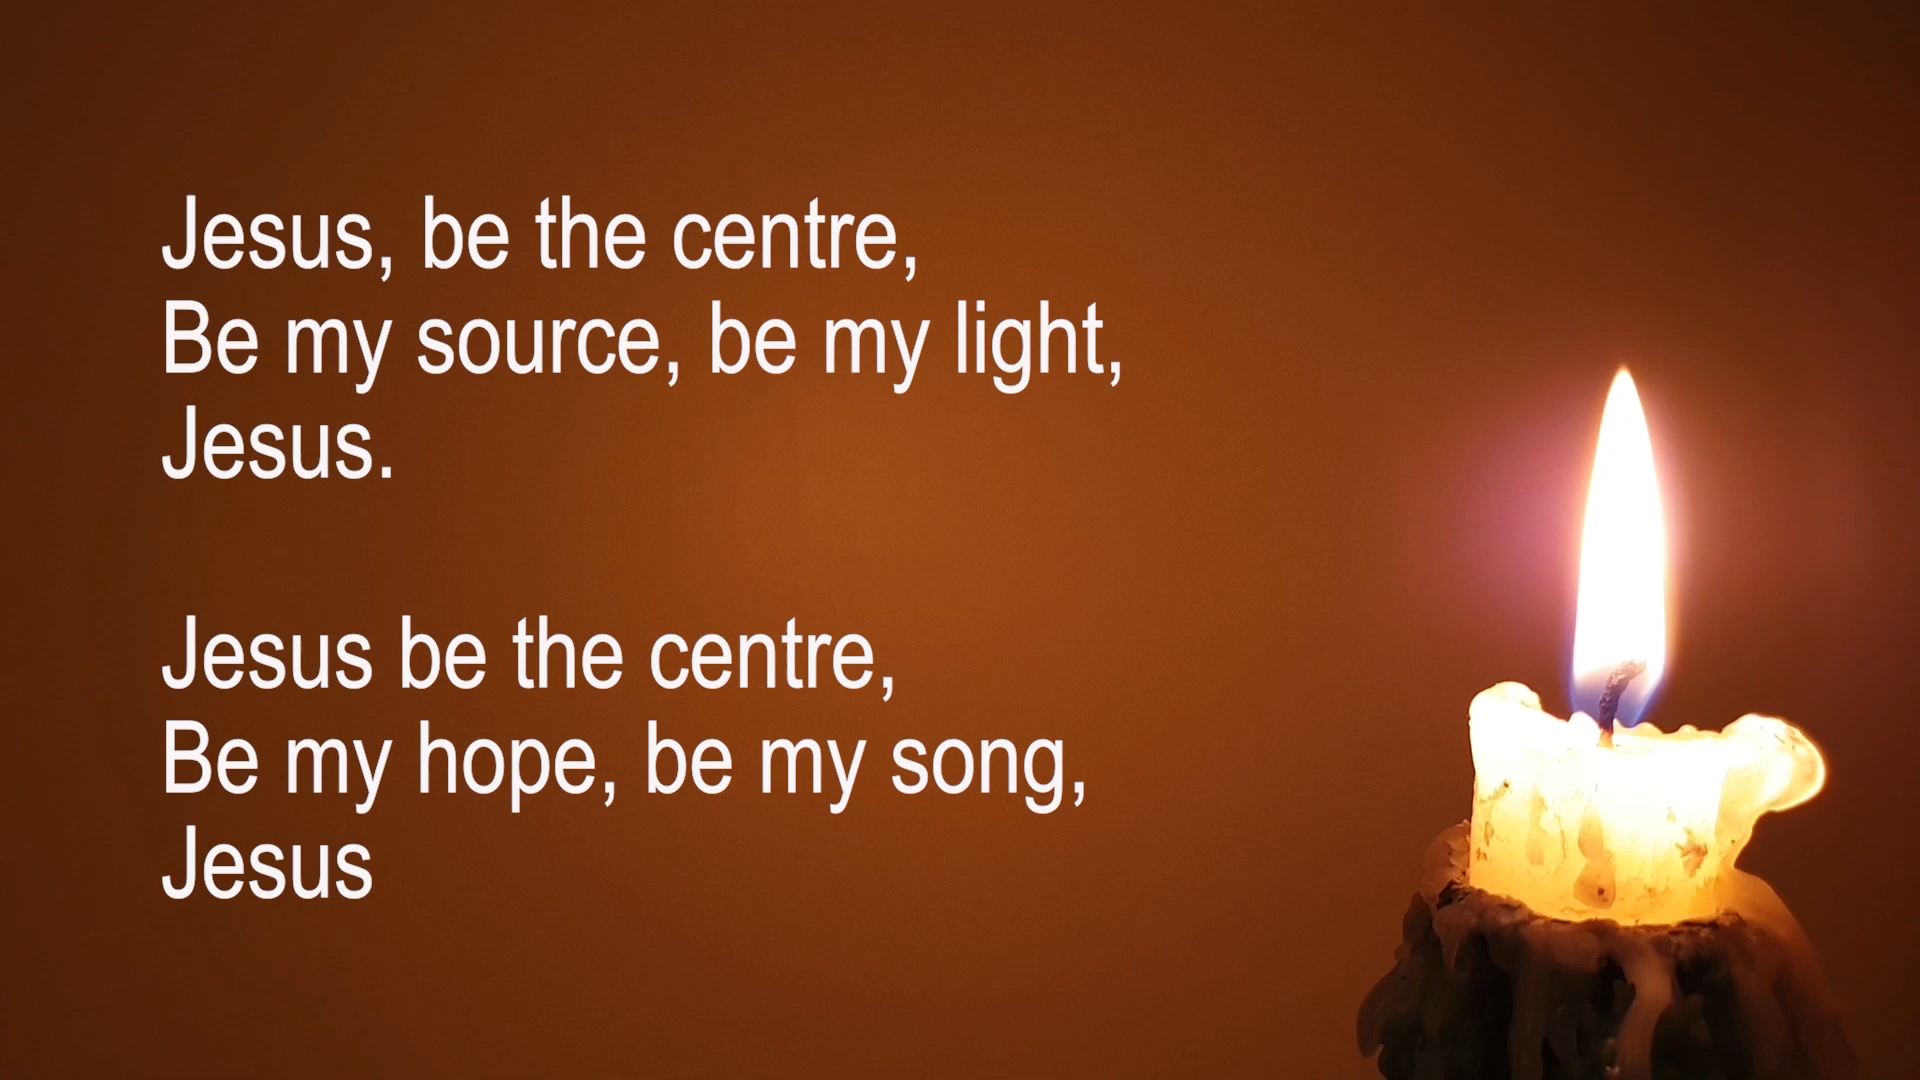 Jesus, be the centre,
Be my source, be my light,
Jesus.
Jesus be the centre,
Be my hope, be my song,
Jesus